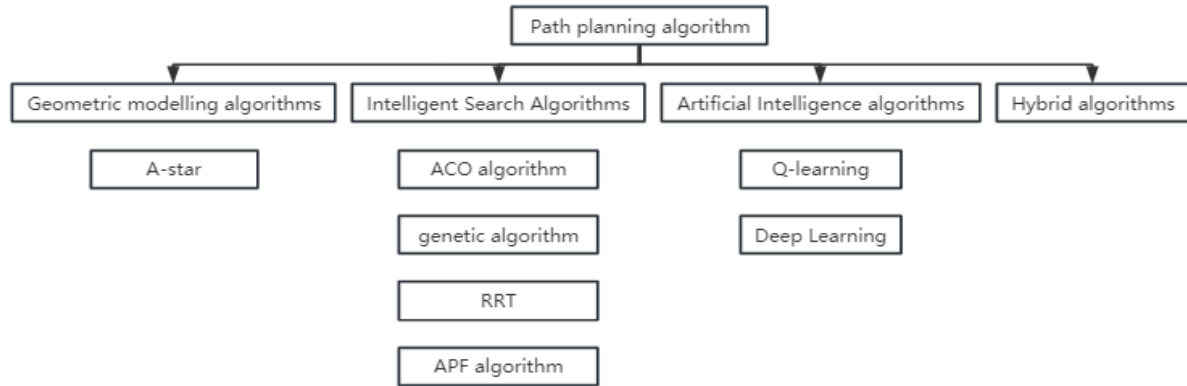 Path planning algorithm
Geometric modelling algorithms
Intelligent Search Algorithms
Artificial Intelligence algorithms
Hybrid algorithms
A-star
ACO algorithm
Q-learning
genetic algorithm
Deep Learning
RRT
APF algorithm